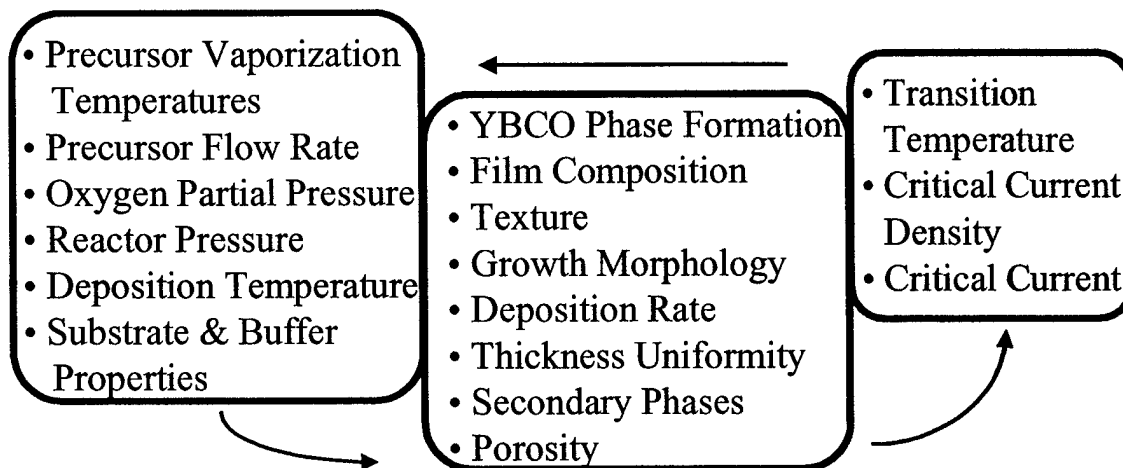 • Precursor Vaporization
Temperatures
• Precursor Flow Rate
• Oxygen Partial Pressure
• Reactor Pressure
• Deposition Temperature
• Substrate & Buffer
Properties
• YBCO Phase Formation
• Film Composition
• Texture
• Growth Morphology
• Deposition Rate
• Thickness Uniformity
• Secondary Phases
• Porosity
• Transition
Temperature
• Critical Current
Density
• Critical Current